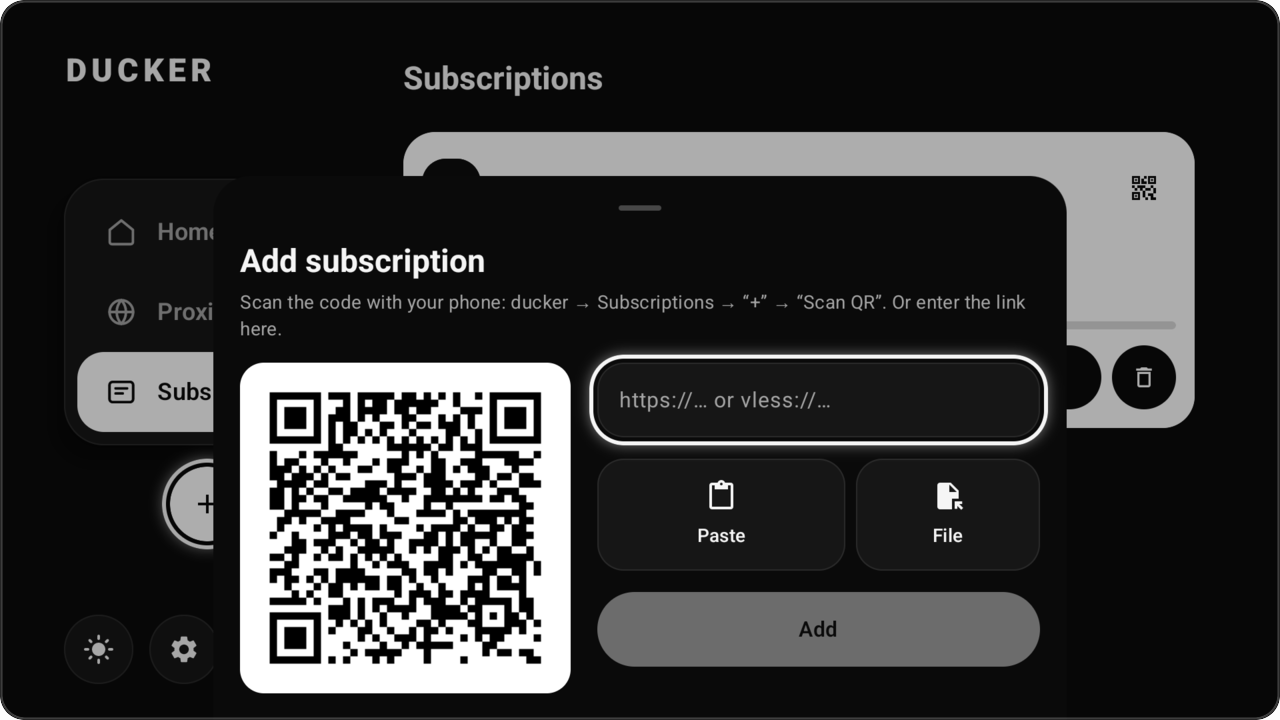 DUCKER
Subscriptions
Home
Proxi
Subs
Add subscription
Scan the code with your phone: ducker → Subscriptions → “+” → “Scan QR”. Or enter the link
here.
https://… or vless://…
Paste
File
Add